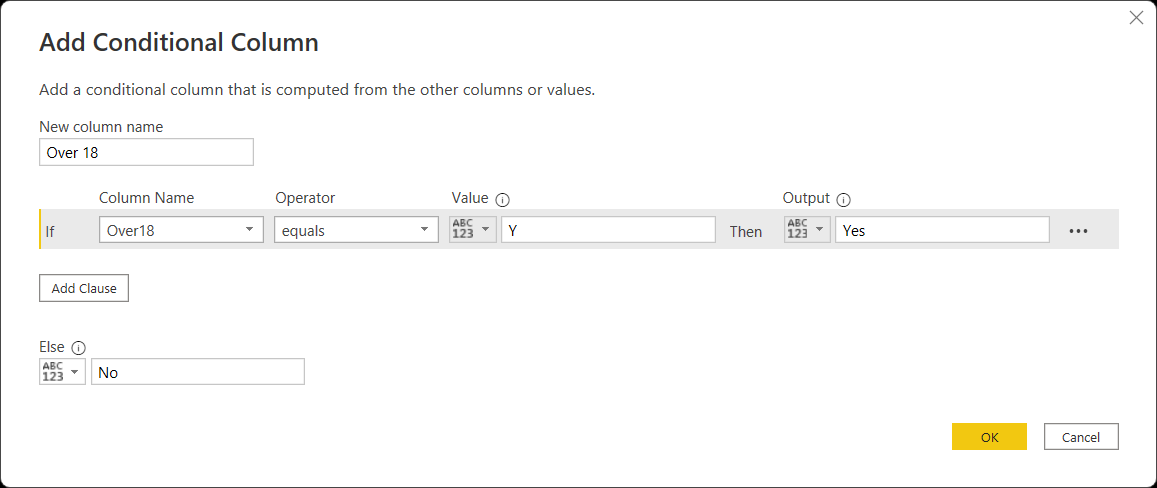 Add Conditional Column
Add a conditional column that is computed from the other columns or values.
New column name
Over 18
Column Name Operator Value Output
If Over18 equals ABC 123 Y Then ABC 123 Yes ...
Add Clause
Else
ABC 123 No
OK Cancel